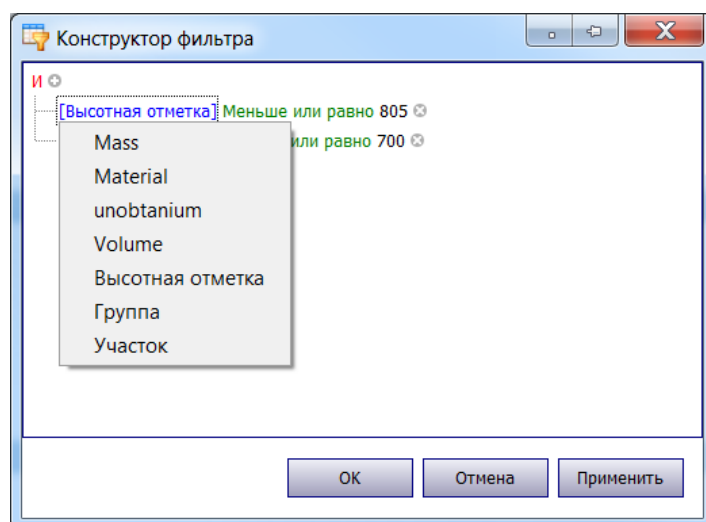 Конструктор фильтра
И
[Высотная отметка] Меньше или равно 805
или равно 700
Mass
Material
unobtanium
Volume
Высотная отметка
Группа
Участок
OK Отмена Применить